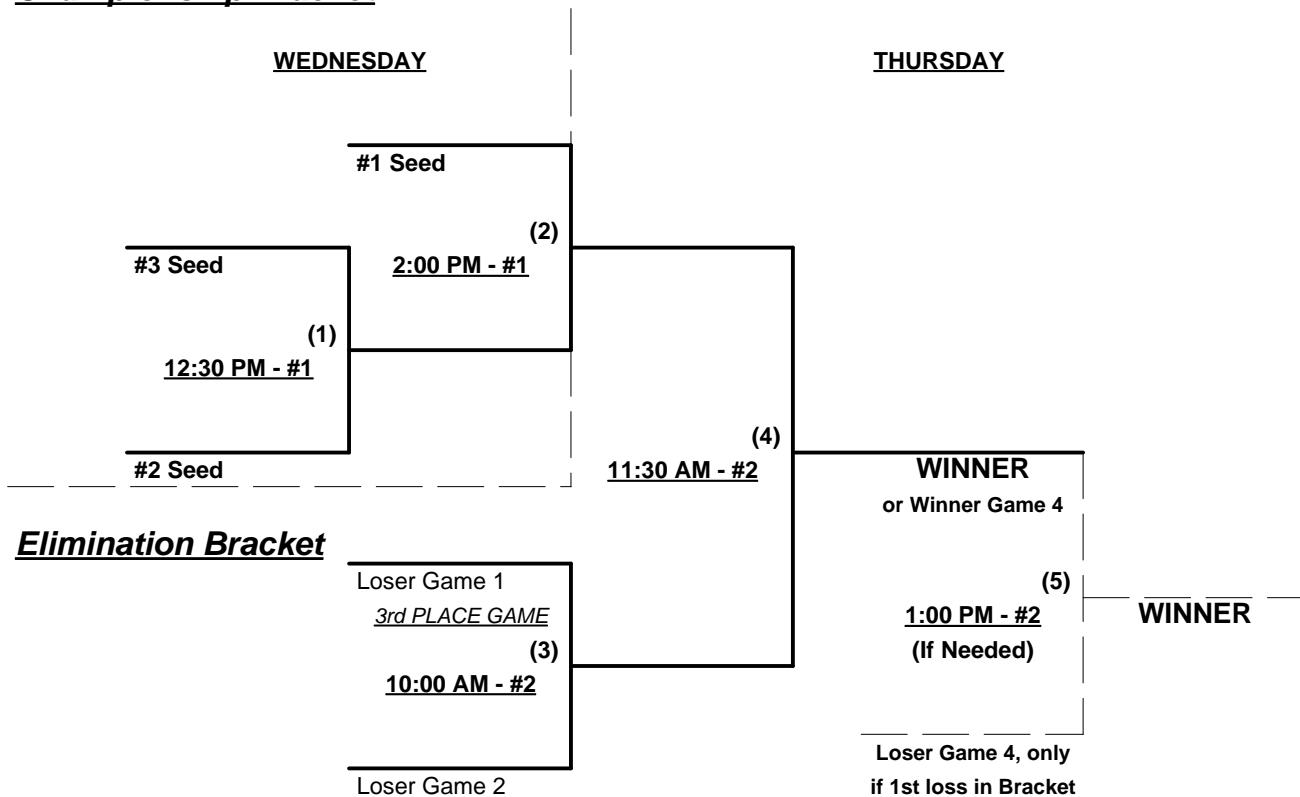 WEDNESDAY
THURSDAY
#1 Seed
(2)
#3 Seed
2:00 PM - #1
(1)
12:30 PM - #1
(4)
#2 Seed
11:30 AM - #2
WINNER
or Winner Game 4
Elimination Bracket
Loser Game 1
(5)
3rd PLACE GAME
1:00 PM - #2
WINNER
(3)
(If Needed)
10:00 AM - #2
Loser Game 4, only
Loser Game 2
if 1st loss in Bracket